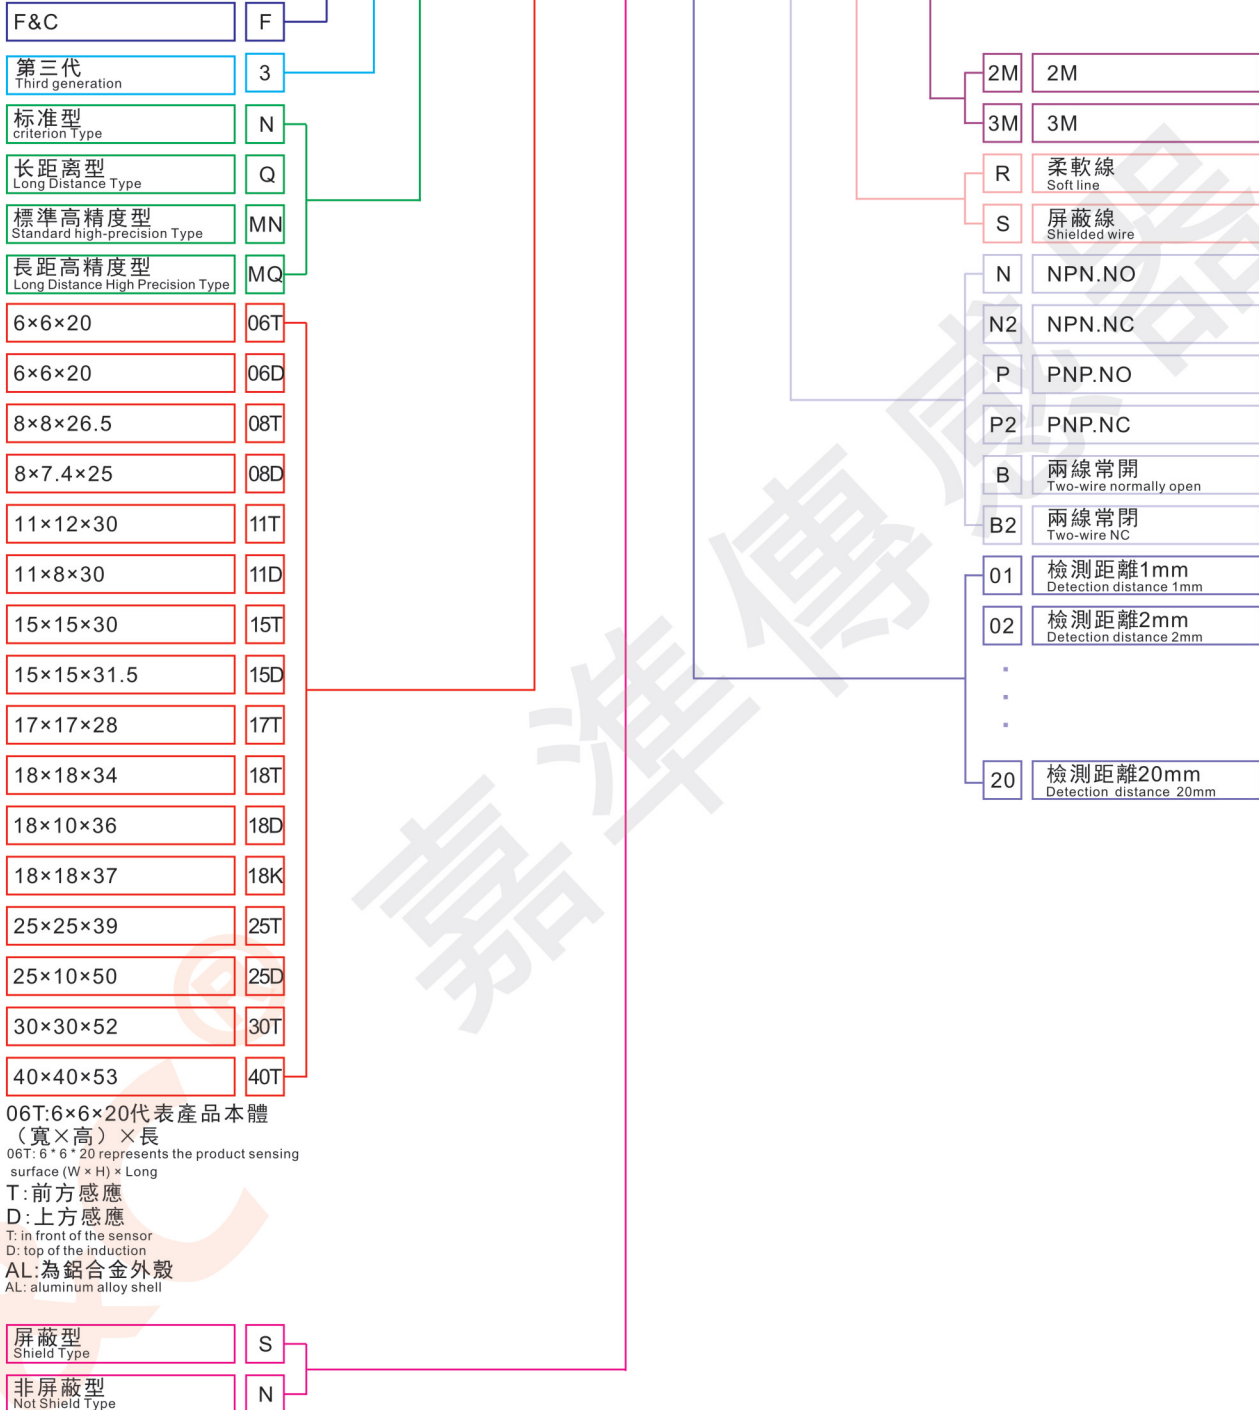 F&C F
第三代 3
Third generation
标准型 N
criterion Type
长距离型 Q
Long Distance Type
標準高精度型 MN
Standard high-precision Type
長距高精度型 MQ
Long Distance High Precision Type
6×6×20 06T
6×6×20 06D
8×8×26.5 08T
8×7.4×25 08D
11×12×30 11T
11×8×30 11D
15×15×30 15T
15×15×31.5 15D
17×17×28 17T
18×18×34 18T
18×10×36 18D
18×18×37 18K
25×25×39 25T
25×10×50 25D
30×30×52 30T
40×40×53 40T
06T:6×6×20代表產品本體
（寬×高）×長
06T: 6 * 6 * 20 represents the product sensing
surface (W × H) × Long
T:前方感應
D:上方感應
T: in front of the sensor
D: top of the induction
AL:為鋁合金外殼
AL: aluminum alloy shell
屏蔽型 S
Shield Type
非屏蔽型 N
Not Shield Type
2M 2M
3M 3M
R 柔軟線
Soft line
S 屏蔽線
Shielded wire
N NPN.NO
N2 NPN.NC
P PNP.NO
P2 PNP.NC
B 兩線常開
Two-wire normally open
B2 兩線常閉
Two-wire NC
01 檢測距離1mm
Detection distance 1mm
02 檢測距離2mm
Detection distance 2mm
20 檢測距離20mm
Detection distance 20mm
嘉準傳感器
&C®